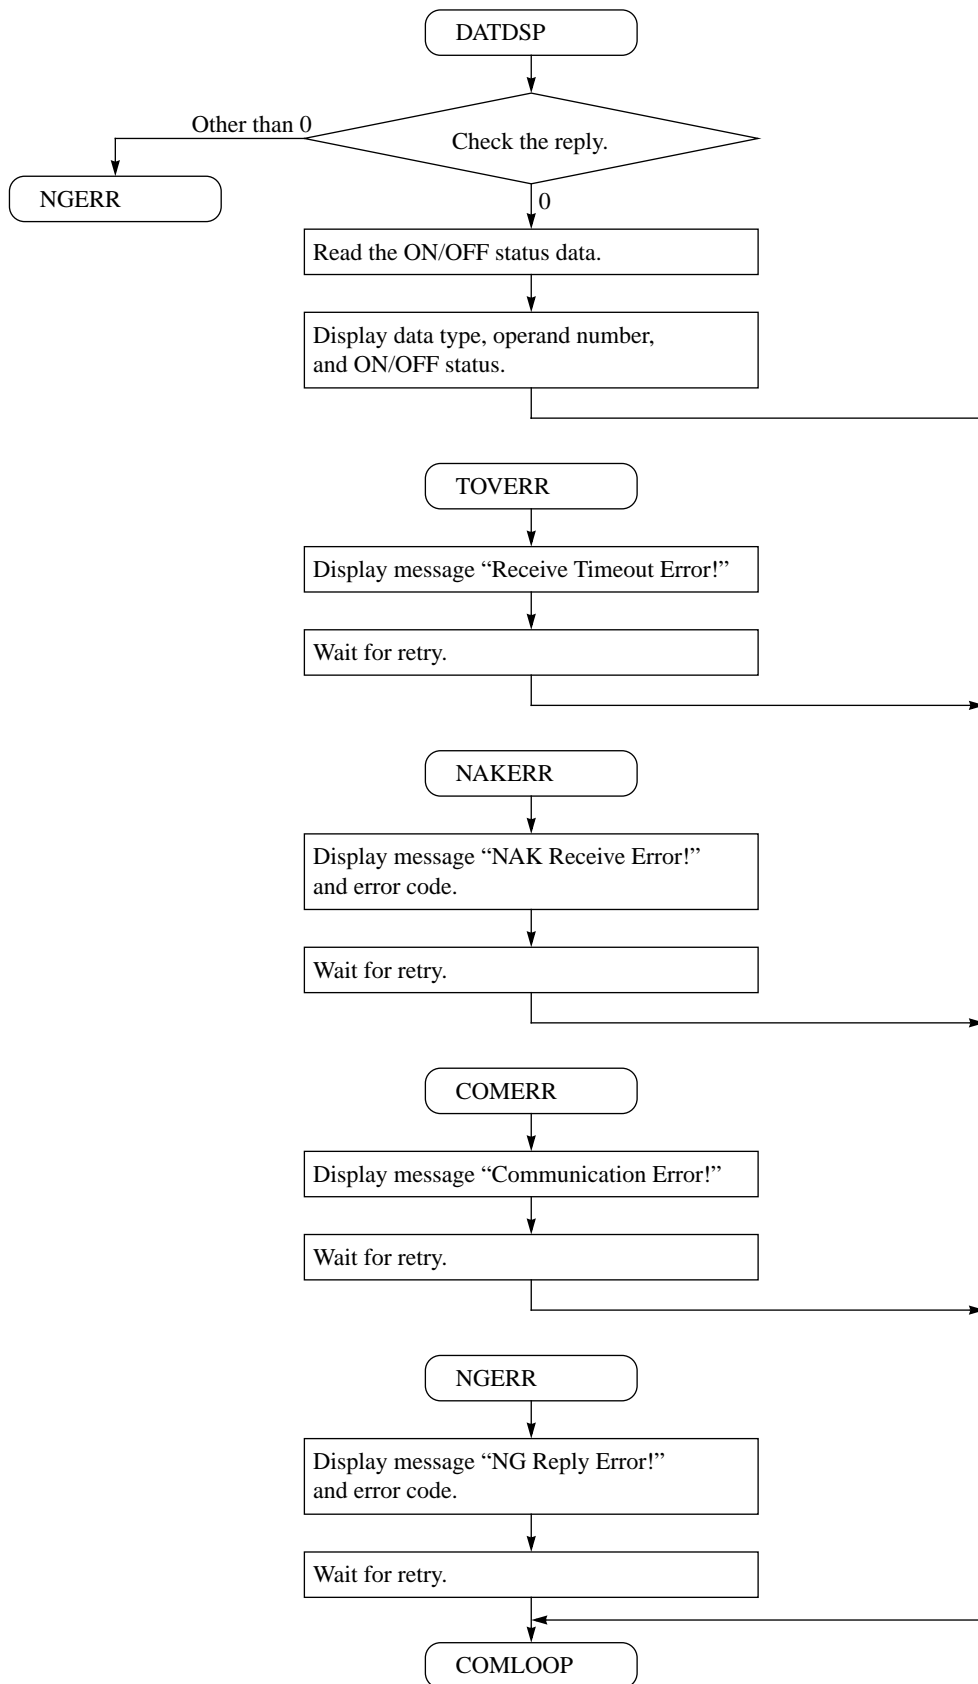 DATDSP
Other than 0
Check the reply.
NGERR
0
Read the ON/OFF status data.
Display data type, operand number,
and ON/OFF status.
TOVERR
Display message “Receive Timeout Error!”
Wait for retry.
NAKERR
Display message “NAK Receive Error!”
and error code.
Wait for retry.
COMERR
Display message “Communication Error!”
Wait for retry.
NGERR
Display message “NG Reply Error!”
and error code.
Wait for retry.
COMLOOP